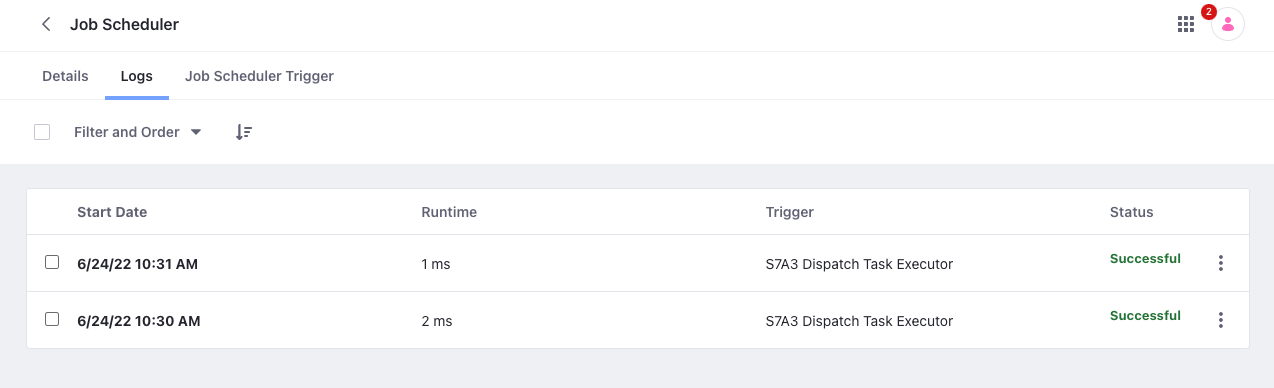 Job Scheduler
2
Details Logs Job Scheduler Trigger
Filter and Order
Start Date Runtime Trigger Status
6/24/22 10:31 AM 1 ms S7A3 Dispatch Task Executor Successful
6/24/22 10:30 AM 2 ms S7A3 Dispatch Task Executor Successful